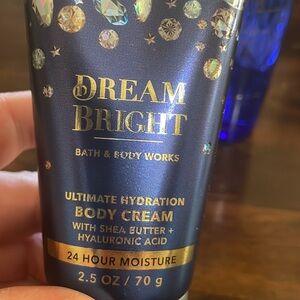 DREAM
BRIGHT
BATH & BODY WORKS
ULTIMATE HYDRATION
BODY CREAM
WITH SHEA BUTTER +
HYALURONIC ACID
24 HOUR MOISTURE
2.5 OZ / 70 g